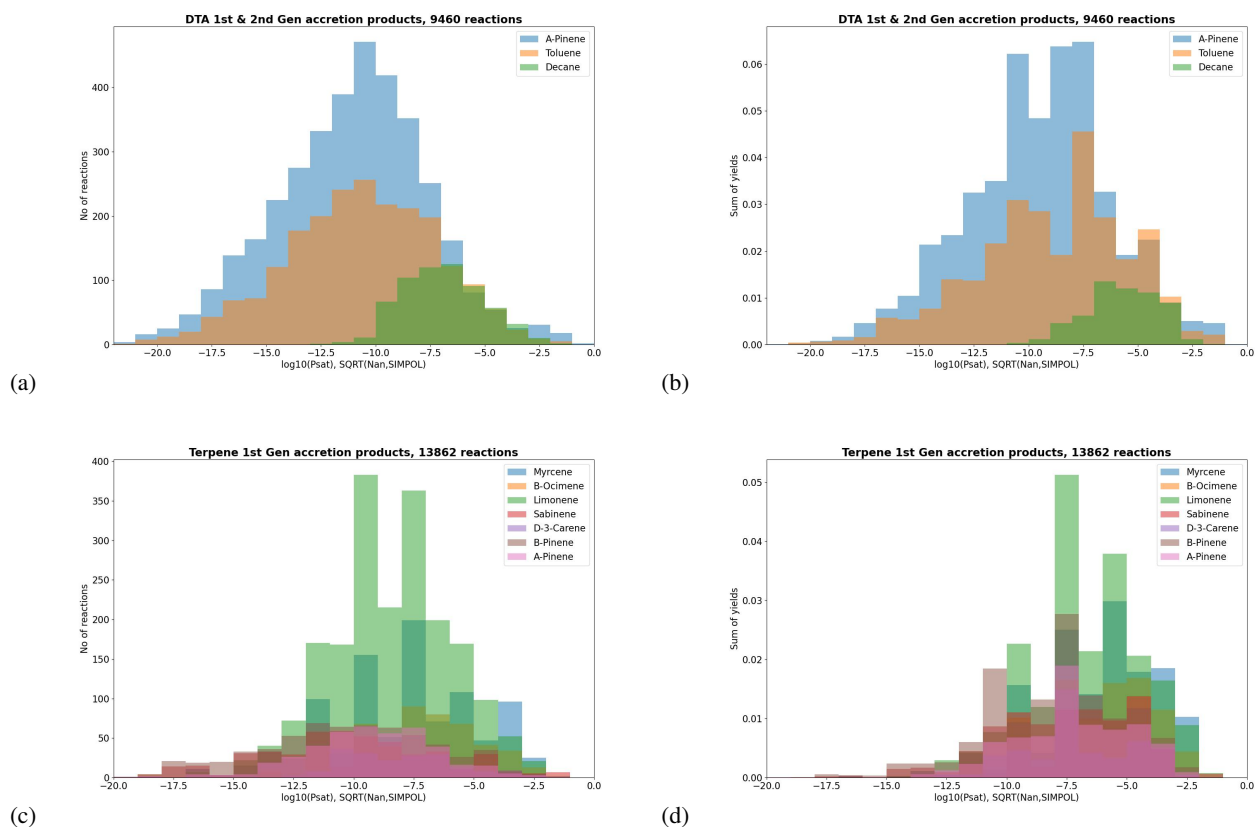 DTA 1st & 2nd Gen accretion products, 9460 reactions
A-Pinene
Toluene
Decane
No of reactions
400
300
200
100
0
−20.0 −17.5 −15.0 −12.5 −10.0 −7.5 −5.0 −2.5 0.0
log10(Psat), SQRT(Nan,SIMPOL)
(a)
DTA 1st & 2nd Gen accretion products, 9460 reactions
A-Pinene
Toluene
Decane
Sum of yields
0.06
0.05
0.04
0.03
0.02
0.01
0.00
−20.0 −17.5 −15.0 −12.5 −10.0 −7.5 −5.0 −2.5 0.0
log10(Psat), SQRT(Nan,SIMPOL)
(b)
Terpene 1st Gen accretion products, 13862 reactions
Myrcene
B-Ocimene
Limonene
Sabinene
D-3-Carene
B-Pinene
A-Pinene
No of reactions
400
350
300
250
200
150
100
50
0
−20.0 −17.5 −15.0 −12.5 −10.0 −7.5 −5.0 −2.5 0.0
log10(Psat), SQRT(Nan,SIMPOL)
(c)
Terpene 1st Gen accretion products, 13862 reactions
Myrcene
B-Ocimene
Limonene
Sabinene
D-3-Carene
B-Pinene
A-Pinene
Sum of yields
0.05
0.04
0.03
0.02
0.01
0.00
−20.0 −17.5 −15.0 −12.5 −10.0 −7.5 −5.0 −2.5 0.0
log10(Psat), SQRT(Nan,SIMPOL)
(d)